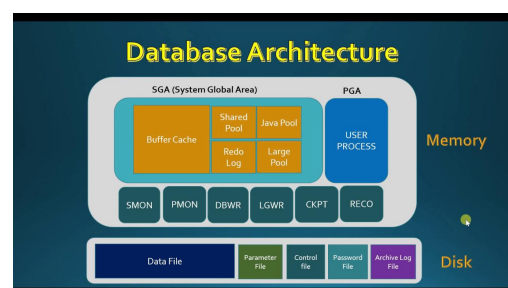 Database Architecture
SGA (System Global Area)
PGA
Buffer Cache
Shared
Pool
Java Pool
Redo
Log
Large
Pool
USER
PROCESS
Memory
SMON
PMON
DBWR
LGWR
CKPT
RECO
Data File
Parameter
File
Control
file
Password
File
Archive Log
File
Disk